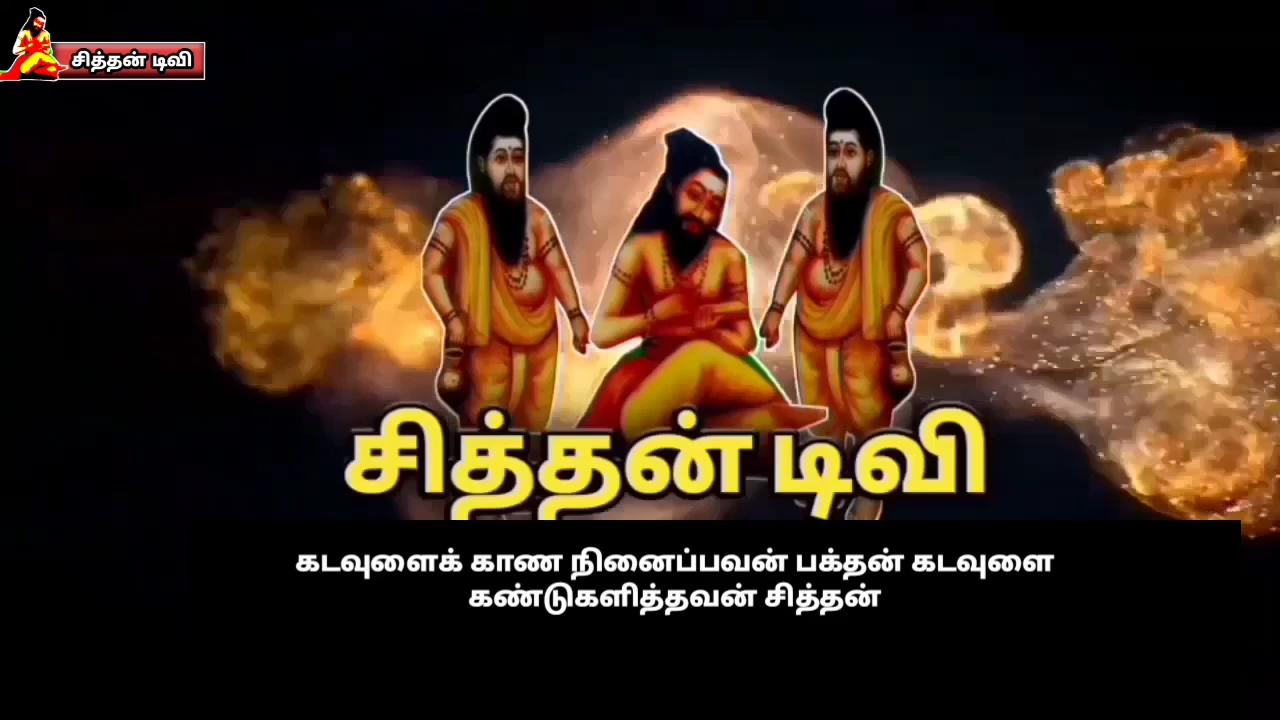 சித்தன் டிவி
சித்தன் டிவி
கடவுளைக் காண நினைப்பவன் பக்தன் கடவுளை
கண்டுகளித்தவன் சித்தன்